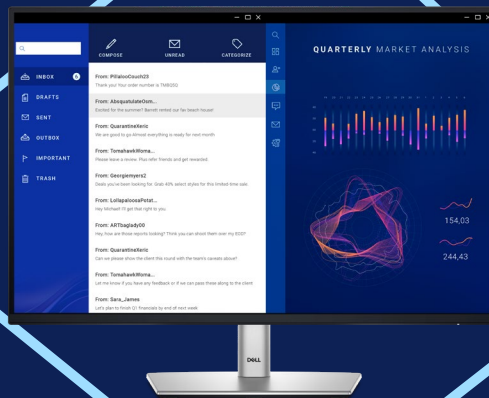 COMPOSE
UNREAD
CATEGORIZE
INBOX
DRAFTS
SENT
OUTBOX
IMPORTANT
TRASH
From: PillalooCouch23
Thank you! Your order number is TMB9202
From: AbsquatulateOsm...
Excited for the summer? Barrett rented our fav beach house!
From: QuarantineXeric
We are good to go Almost everything is ready for next month
From: TomahawkWoma...
Please leave a review. Plus refer friends and get rewarded.
From: Georgiemyers2
Deals you've been looking for. Grab 40% select styles for this limited time sale.
From: LollapaloosaPotat...
Hey Michael! I'll get that right to you.
From: ARTbaglady00
Hey, how are those reports looking? Think you can shoot them over my EOD?
From: QuarantineXeric
Can we please show the client this round with the team's caveats above?
From: TomahawkWoma...
Let me know if you have any feedback or if we can pass these along to the client
From: Sara_James
Let's plan to finish Q1 financials by end of next week
QUARTERLY MARKET ANALYSIS
154,03
244,43
DELL